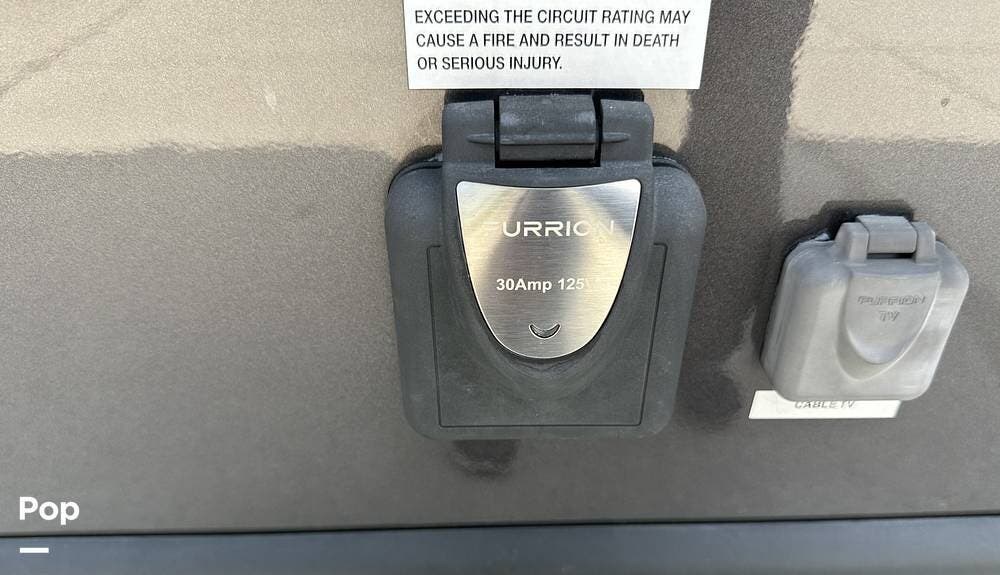 EXCEEDING THE CIRCUIT RATING MAY
CAUSE A FIRE AND RESULT IN DEATH
OR SERIOUS INJURY.
FURRION
30Amp 125V
FURRION
TV
CABLE TV
Pop